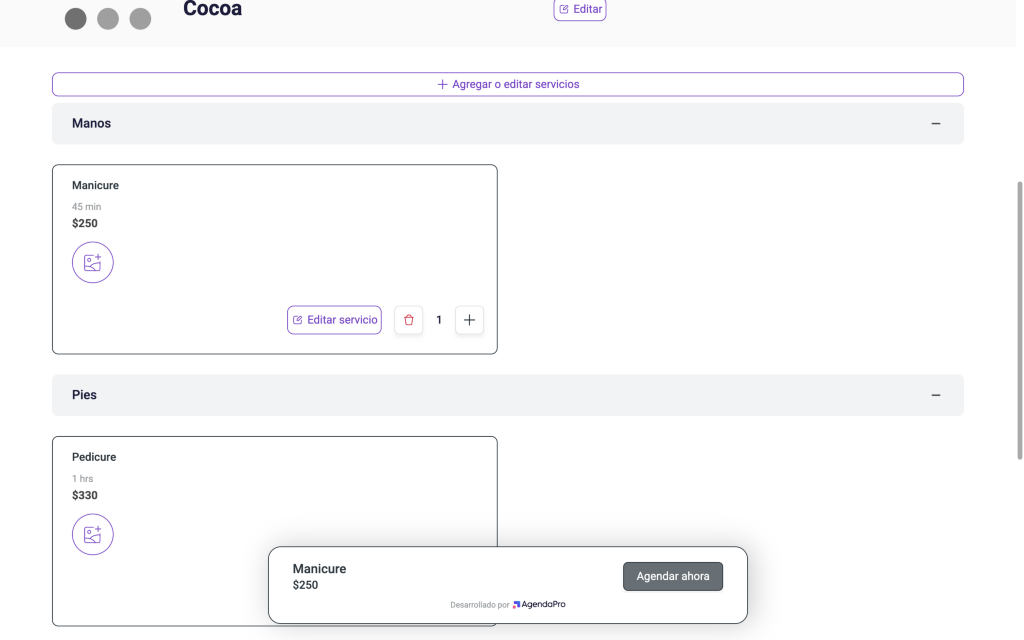 Cocoa
Editar
Agregar o editar servicios
Manos
Manicure
45 min
$250
Editar servicio
1
Pies
Pedicure
1 hrs
$330
Manicure
$250
Agendar ahora
Desarrollado por AgendaPro